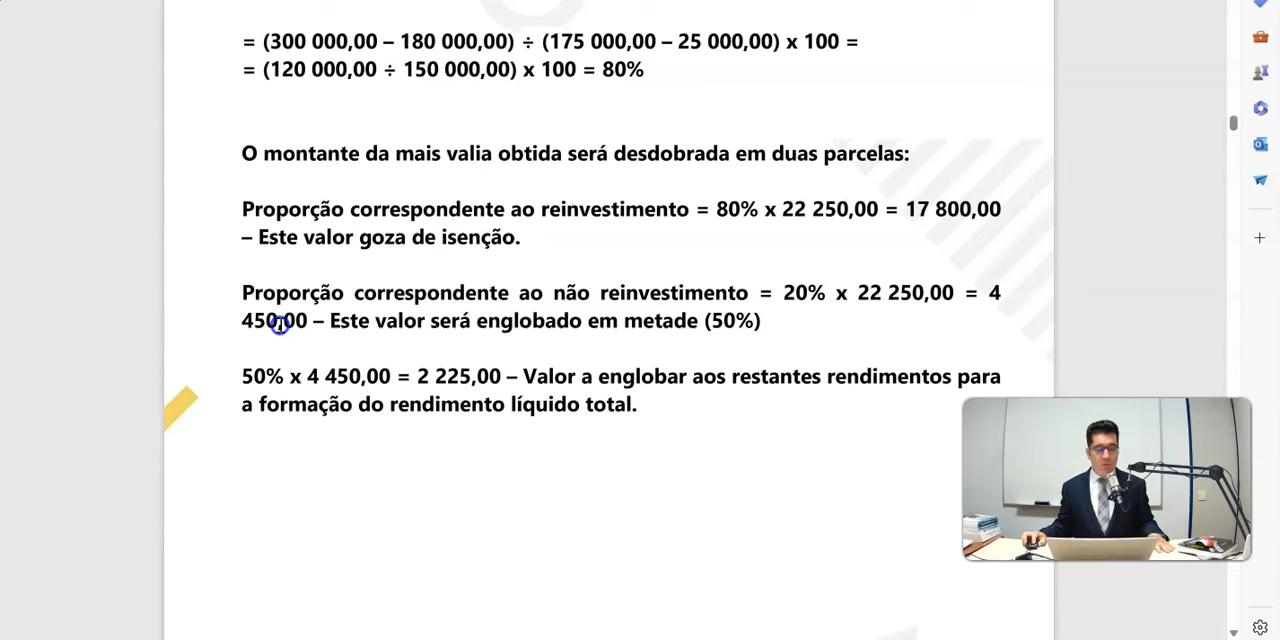 = (300 000,00 – 180 000,00) ÷ (175 000,00 – 25 000,00) x 100 =
= (120 000,00 ÷ 150 000,00) x 100 = 80%
O montante da mais valia obtida será desdobrada em duas parcelas:
Proporção correspondente ao reinvestimento = 80% x 22 250,00 = 17 800,00
– Este valor goza de isenção.
Proporção correspondente ao não reinvestimento = 20% x 22 250,00 = 4
450,00 – Este valor será englobado em metade (50%)
50% x 4 450,00 = 2 225,00 – Valor a englobar aos restantes rendimentos para
a formação do rendimento líquido total.